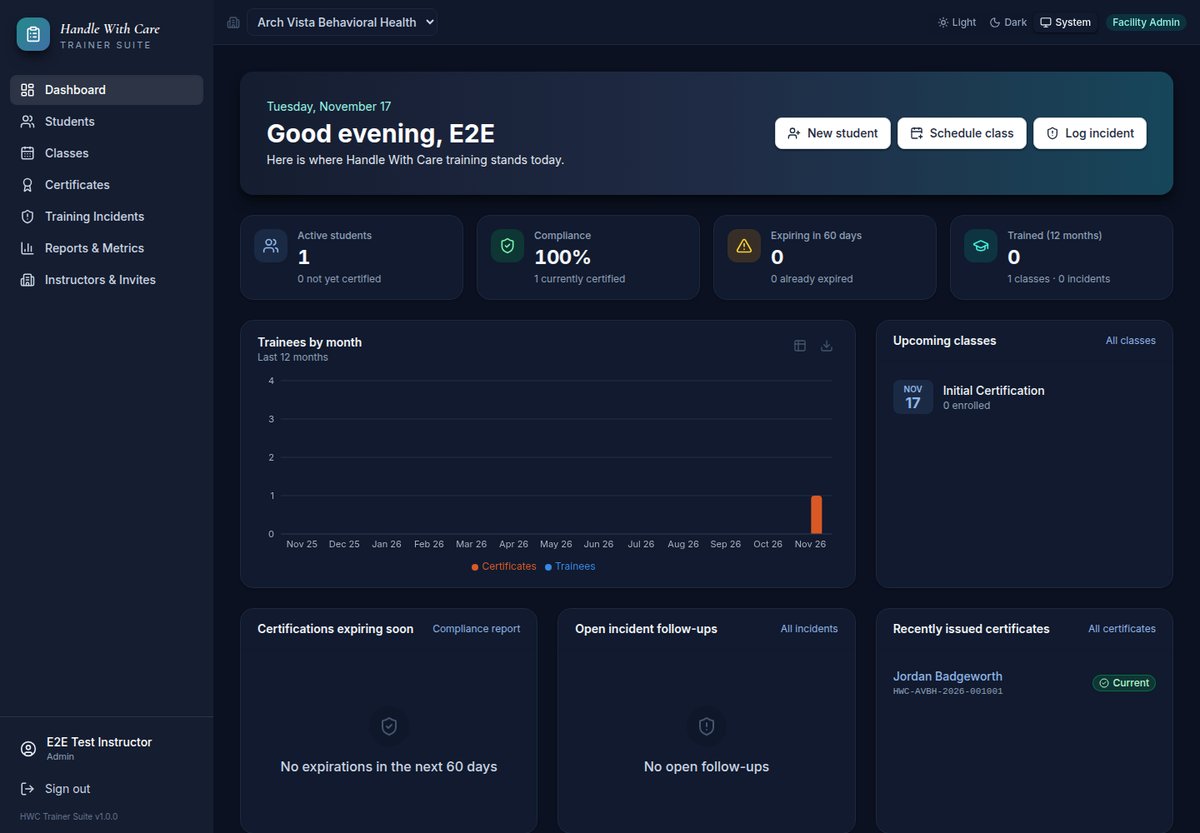 Handle With Care
TRAINER SUITE
Dashboard
Students
Classes
Certificates
Training Incidents
Reports & Metrics
Instructors & Invites
E2E Test Instructor
Admin
Sign out
HWC Trainer Suite v1.0.0
Arch Vista Behavioral Health
Light
Dark
System
Facility Admin
Tuesday, November 17
Good evening, E2E
Here is where Handle With Care training stands today.
New student
Schedule class
Log incident
Active students
1
0 not yet certified
Compliance
100%
1 currently certified
Expiring in 60 days
0
0 already expired
Trained (12 months)
0
1 classes · 0 incidents
Trainees by month
Last 12 months
4
3
2
1
0
Nov 25 Dec 25 Jan 26 Feb 26 Mar 26 Apr 26 May 26 Jun 26 Jul 26 Aug 26 Sep 26 Oct 26 Nov 26
Certificates Trainees
Upcoming classes
All classes
NOV
17
Initial Certification
0 enrolled
Certifications expiring soon
Compliance report
No expirations in the next 60 days
Open incident follow-ups
All incidents
No open follow-ups
Recently issued certificates
All certificates
Jordan Badgeworth
HWC-AVBH-2026-001001
Current